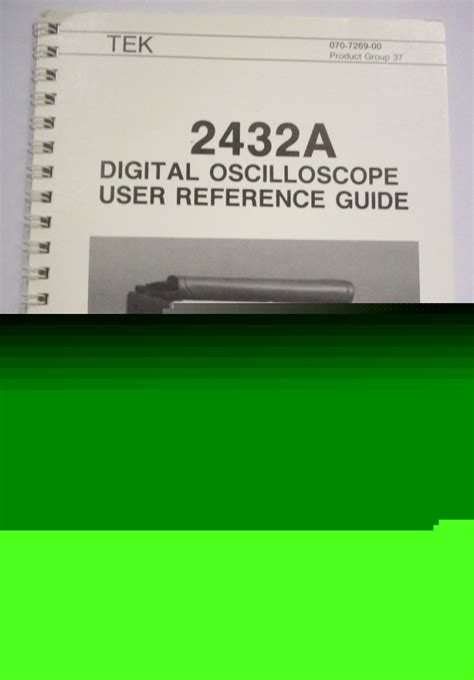 TEK
070-7269-00
Product Group 37
2432A
DIGITAL OSCILLOSCOPE
USER REFERENCE GUIDE